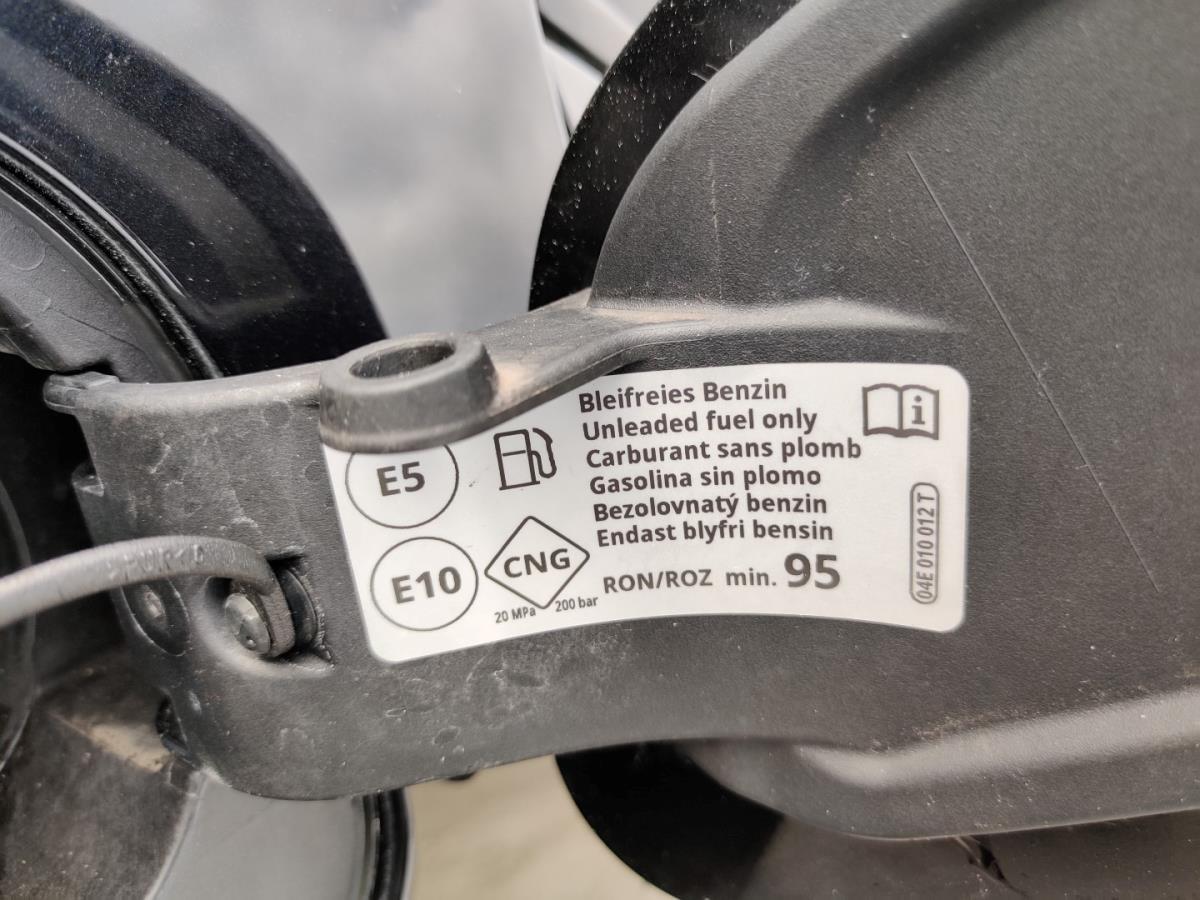 Bleifreies Benzin
Unleaded fuel only
Carburant sans plomb
Gasolina sin plomo
Bezolovnatý benzin
Endast blyfri bensin
RON/ROZ min. 95
E5
E10
CNG
20 MPa 200 bar
i
04E 010 012 T